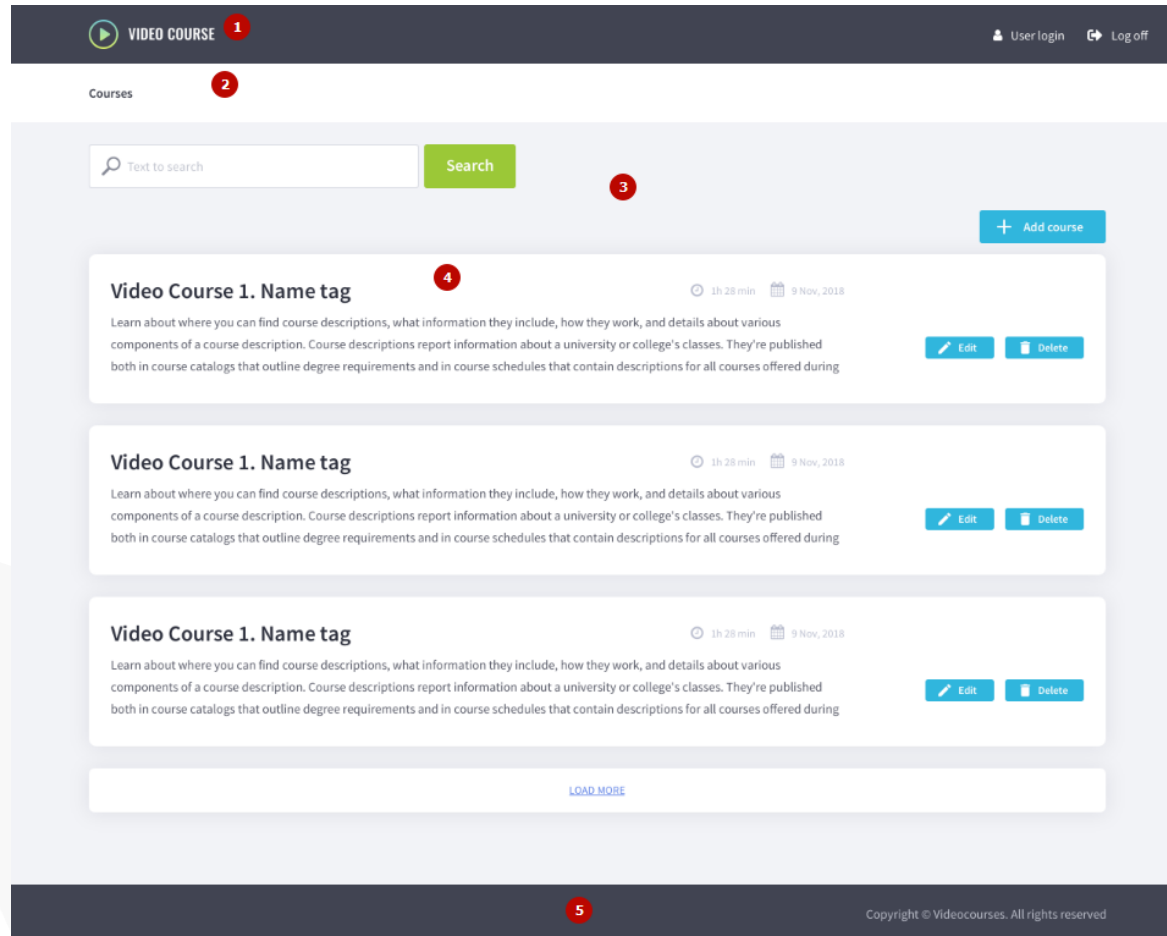 VIDEO COURSE 1
User login Log off
2
Courses
Text to search Search
3
+ Add course
4
Video Course 1. Name tag 1h 28 min 9 Nov, 2018
Learn about where you can find course descriptions, what information they include, how they work, and details about various
components of a course description. Course descriptions report information about a university or college's classes. They're published
both in course catalogs that outline degree requirements and in course schedules that contain descriptions for all courses offered during
Edit Delete
Video Course 1. Name tag 1h 28 min 9 Nov, 2018
Learn about where you can find course descriptions, what information they include, how they work, and details about various
components of a course description. Course descriptions report information about a university or college's classes. They're published
both in course catalogs that outline degree requirements and in course schedules that contain descriptions for all courses offered during
Edit Delete
Video Course 1. Name tag 1h 28 min 9 Nov, 2018
Learn about where you can find course descriptions, what information they include, how they work, and details about various
components of a course description. Course descriptions report information about a university or college's classes. They're published
both in course catalogs that outline degree requirements and in course schedules that contain descriptions for all courses offered during
Edit Delete
LOAD MORE
5
Copyright © Videocourses. All rights reserved